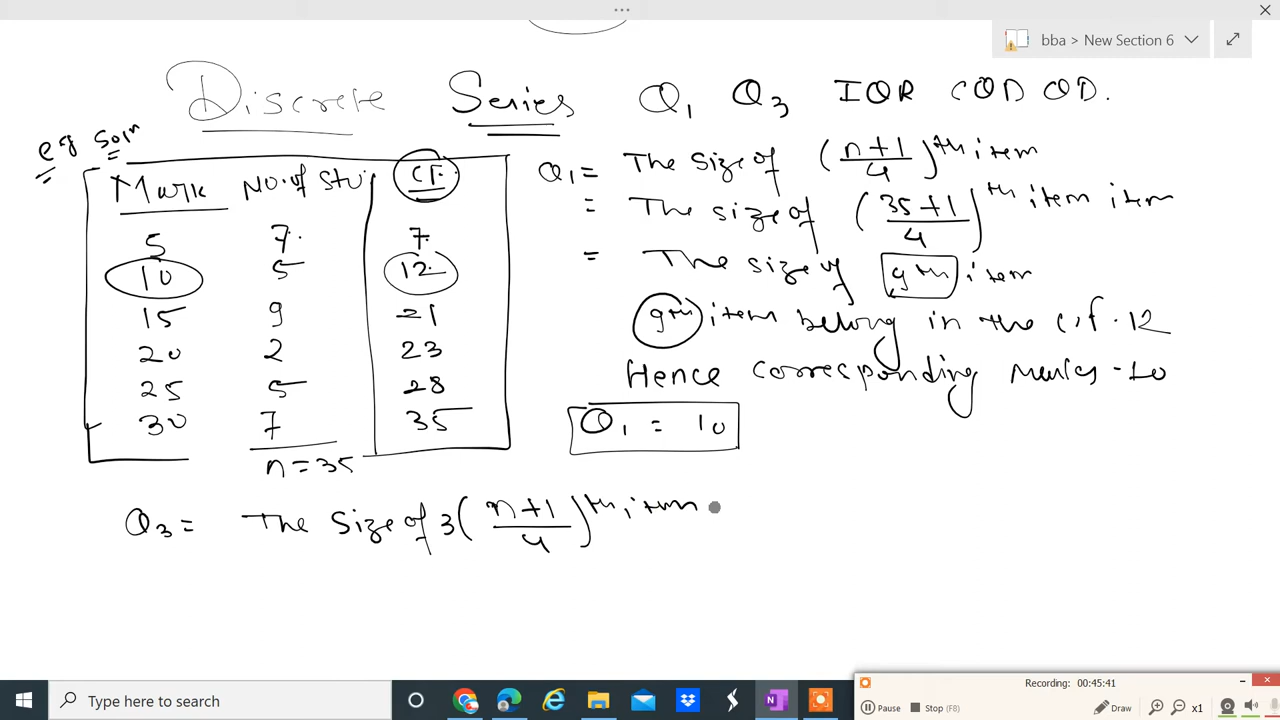 bba > New Section 6
Discrete Series Q1 Q3 IQR COD QD.
eg soln
Mark No. of Stu. CF
5 7. 7.
10 5 12.
15 9 21
20 2 23
25 5 28
30 7 35
n = 35
Q1 = The Size of (n+1/4)th item
= The size of (35+1/4)th item item
= The size of 9th item
9th item belong in the c.f. 12
Hence corresponding marks - 10
Q1 = 10
Q3 = The Size of 3(n+1/4)th item
Recording: 00:45:41
Pause Stop (F8) Draw x1
Type here to search